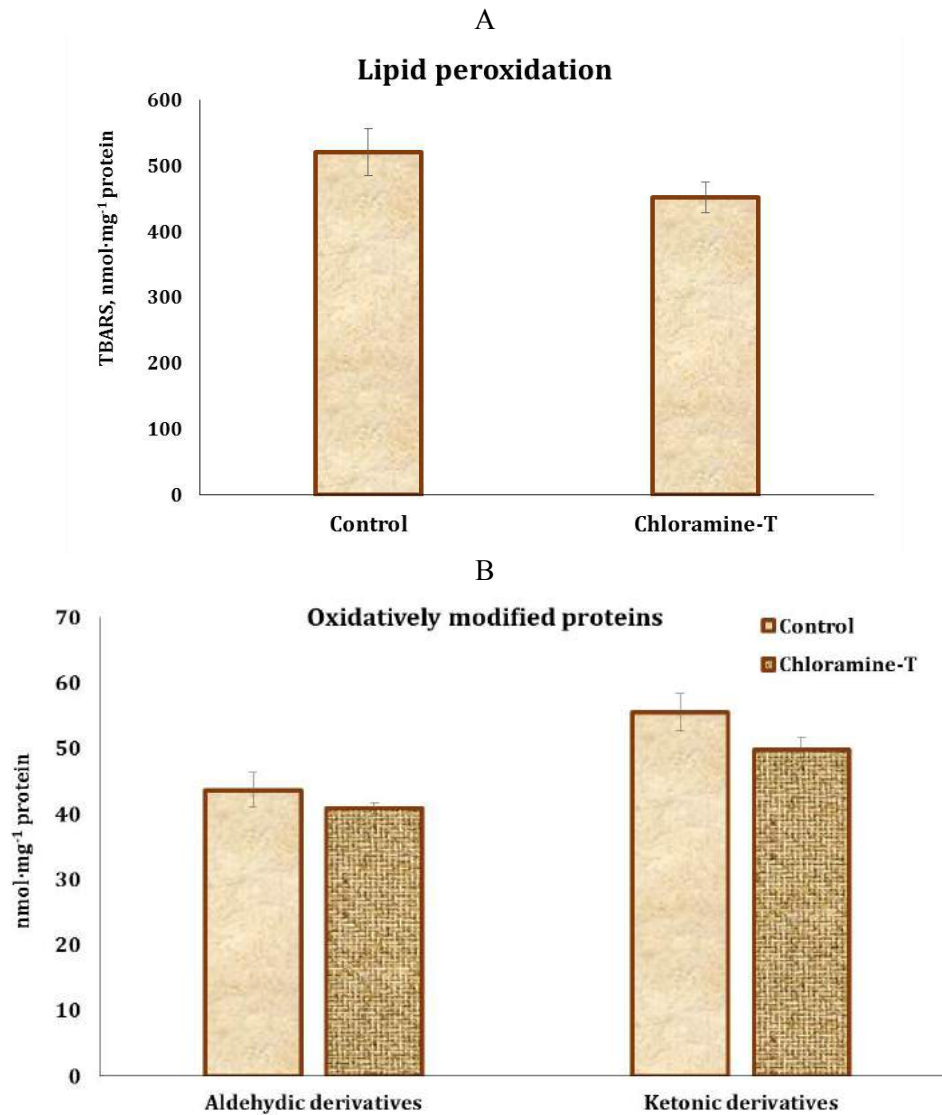 A
Lipid peroxidation
TBARS, nmol·mg⁻¹ protein
600
500
400
300
200
100
0
Control
Chloramine-T
B
Oxidatively modified proteins
Control
Chloramine-T
nmol·mg⁻¹ protein
70
60
50
40
30
20
10
0
Aldehydic derivatives
Ketonic derivatives